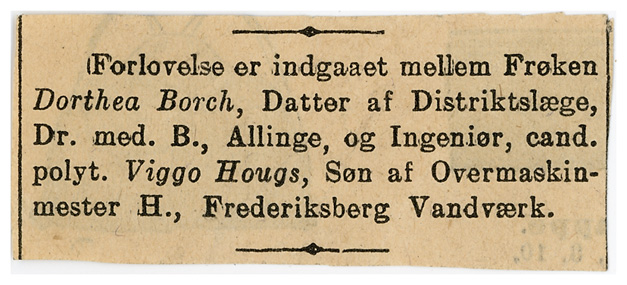 Forlovelse er indgaaet mellem Frøken
Dorthea Borch, Datter af Distriktslæge,
Dr. med. B., Allinge, og Ingeniør, cand.
polyt. Viggo Hougs, Søn af Overmaskin-
mester H., Frederiksberg Vandværk.